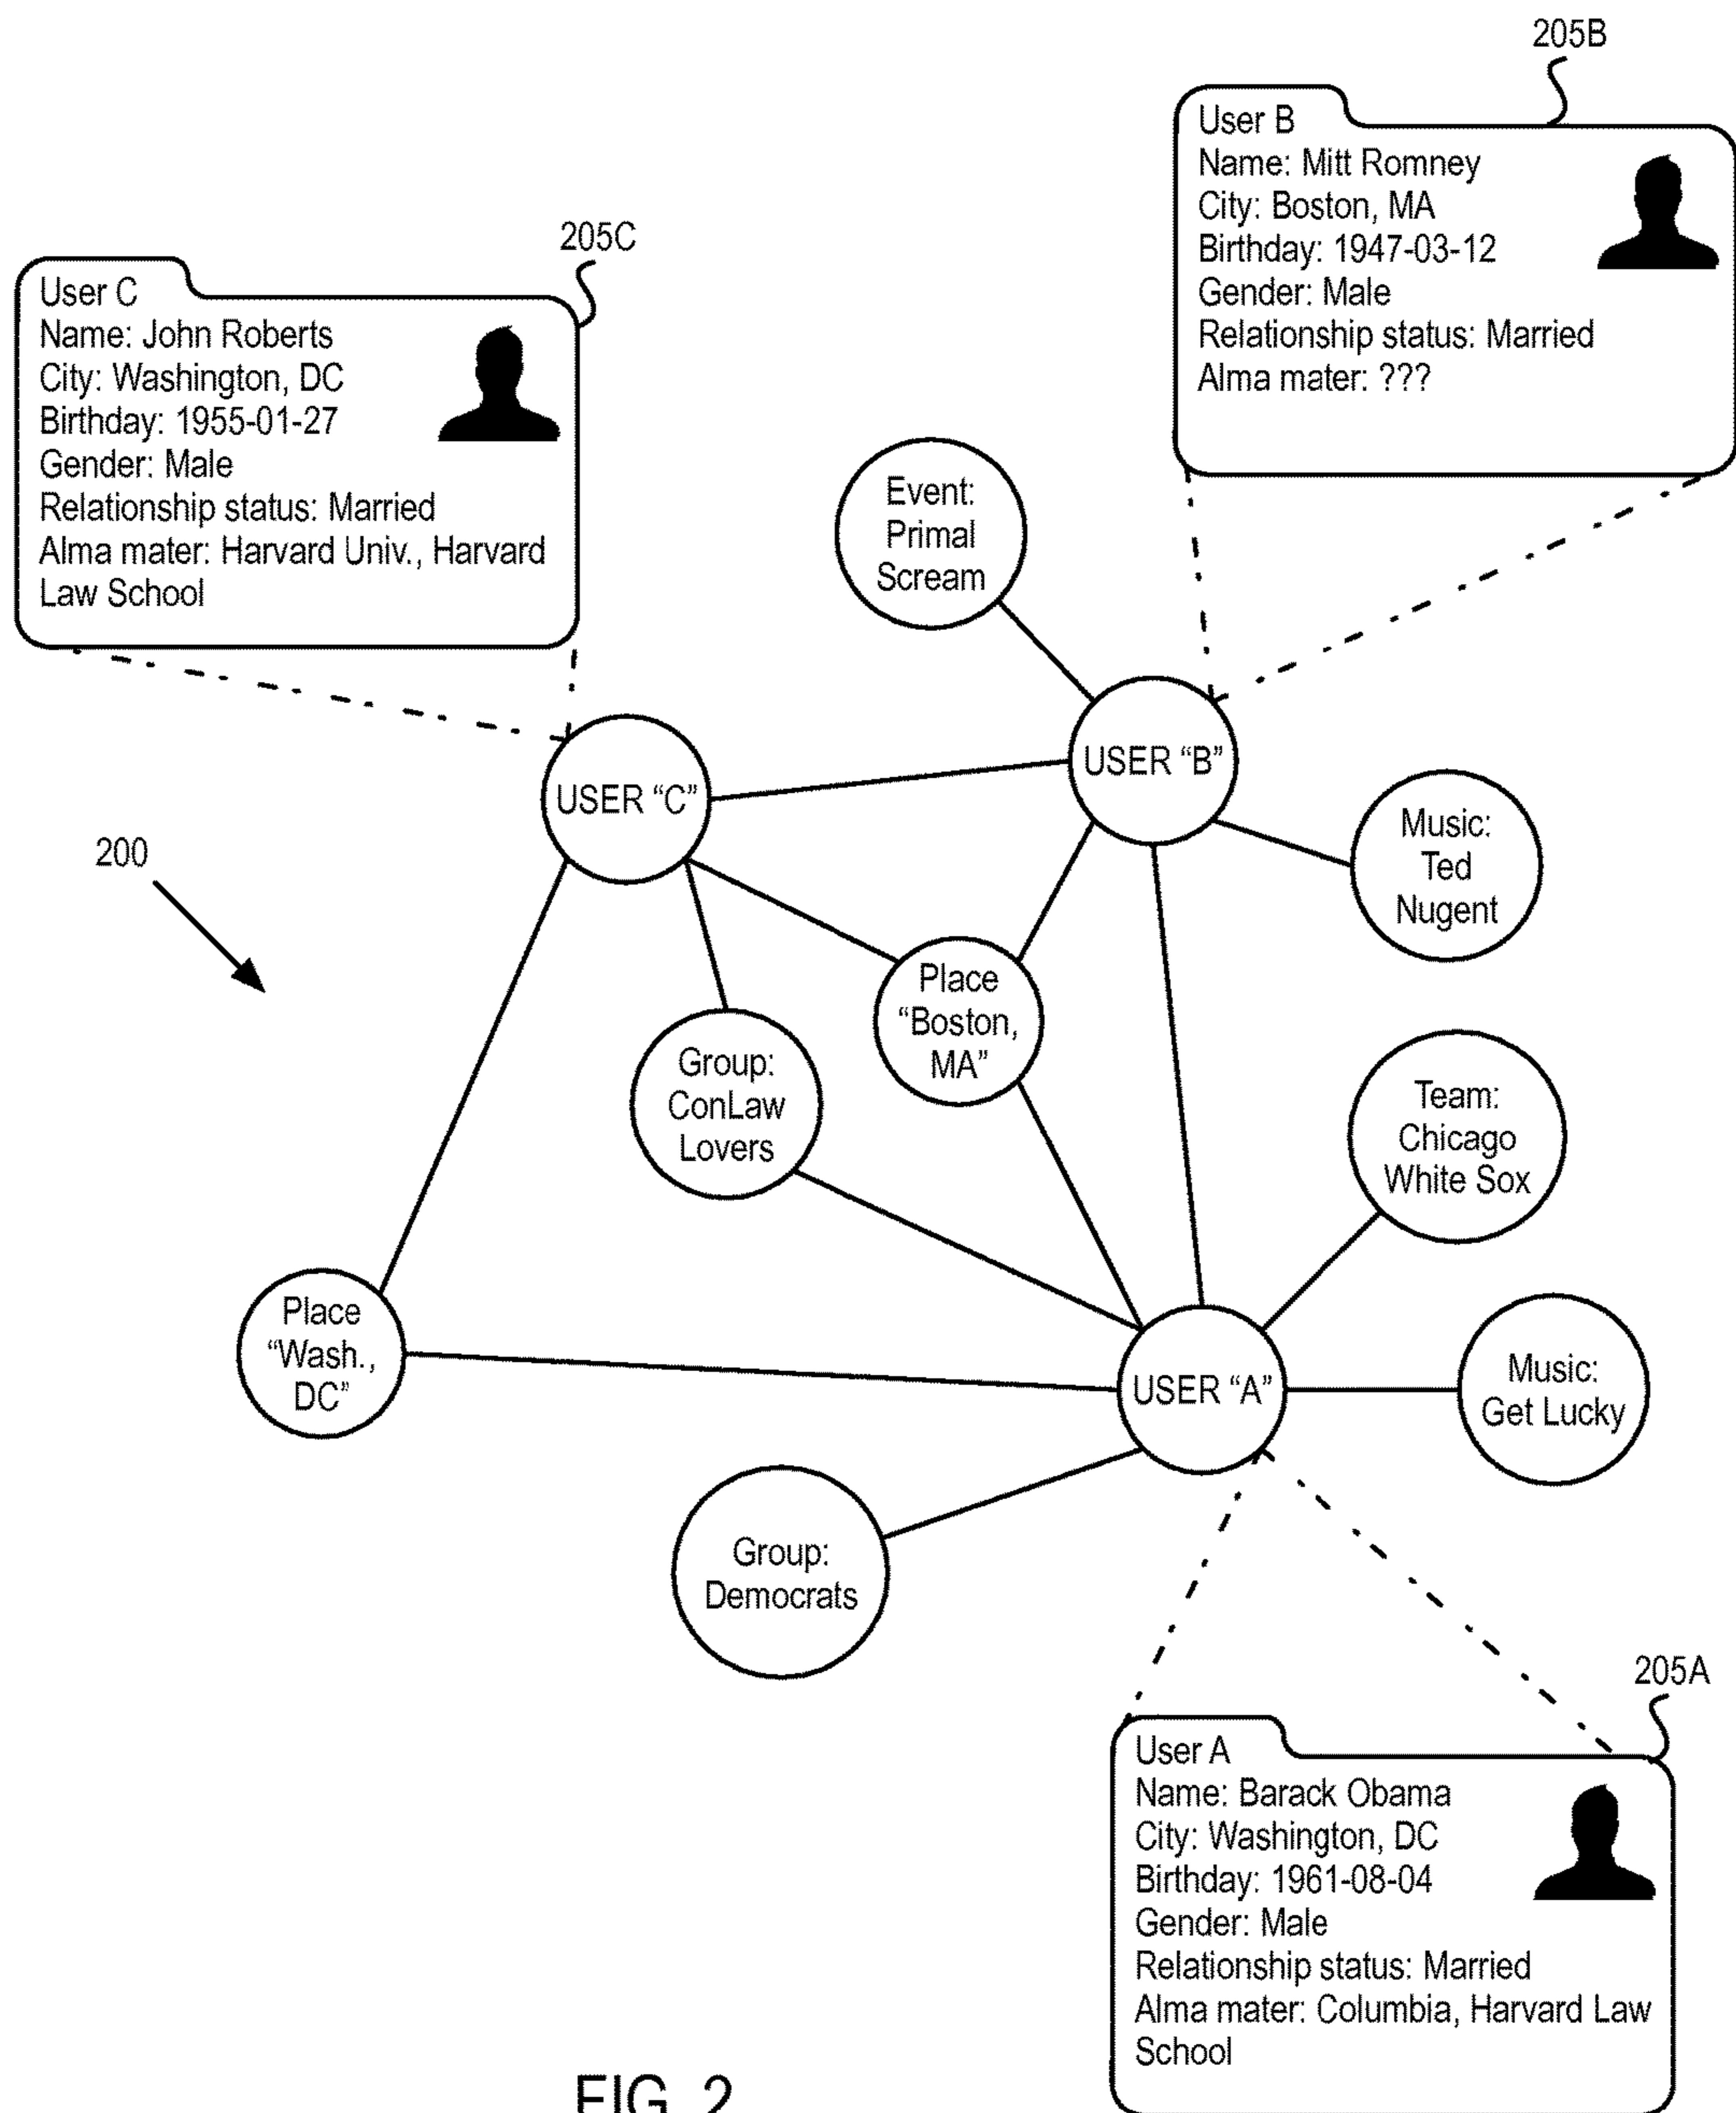 205B
User B
Name: Mitt Romney
City: Boston, MA
Birthday: 1947-03-12
Gender: Male
Relationship status: Married
Alma mater: ???
205C
User C
Name: John Roberts
City: Washington, DC
Birthday: 1955-01-27
Gender: Male
Relationship status: Married
Alma mater: Harvard Univ., Harvard
Law School
Event:
Primal
Scream
USER “B”
USER “C”
Music:
Ted
Nugent
200
Place
“Boston,
MA”
Group:
ConLaw
Lovers
Team:
Chicago
White Sox
Place
“Wash.,
DC”
USER “A”
Music:
Get Lucky
Group:
Democrats
205A
User A
Name: Barack Obama
City: Washington, DC
Birthday: 1961-08-04
Gender: Male
Relationship status: Married
Alma mater: Columbia, Harvard Law
School
FIG. 2